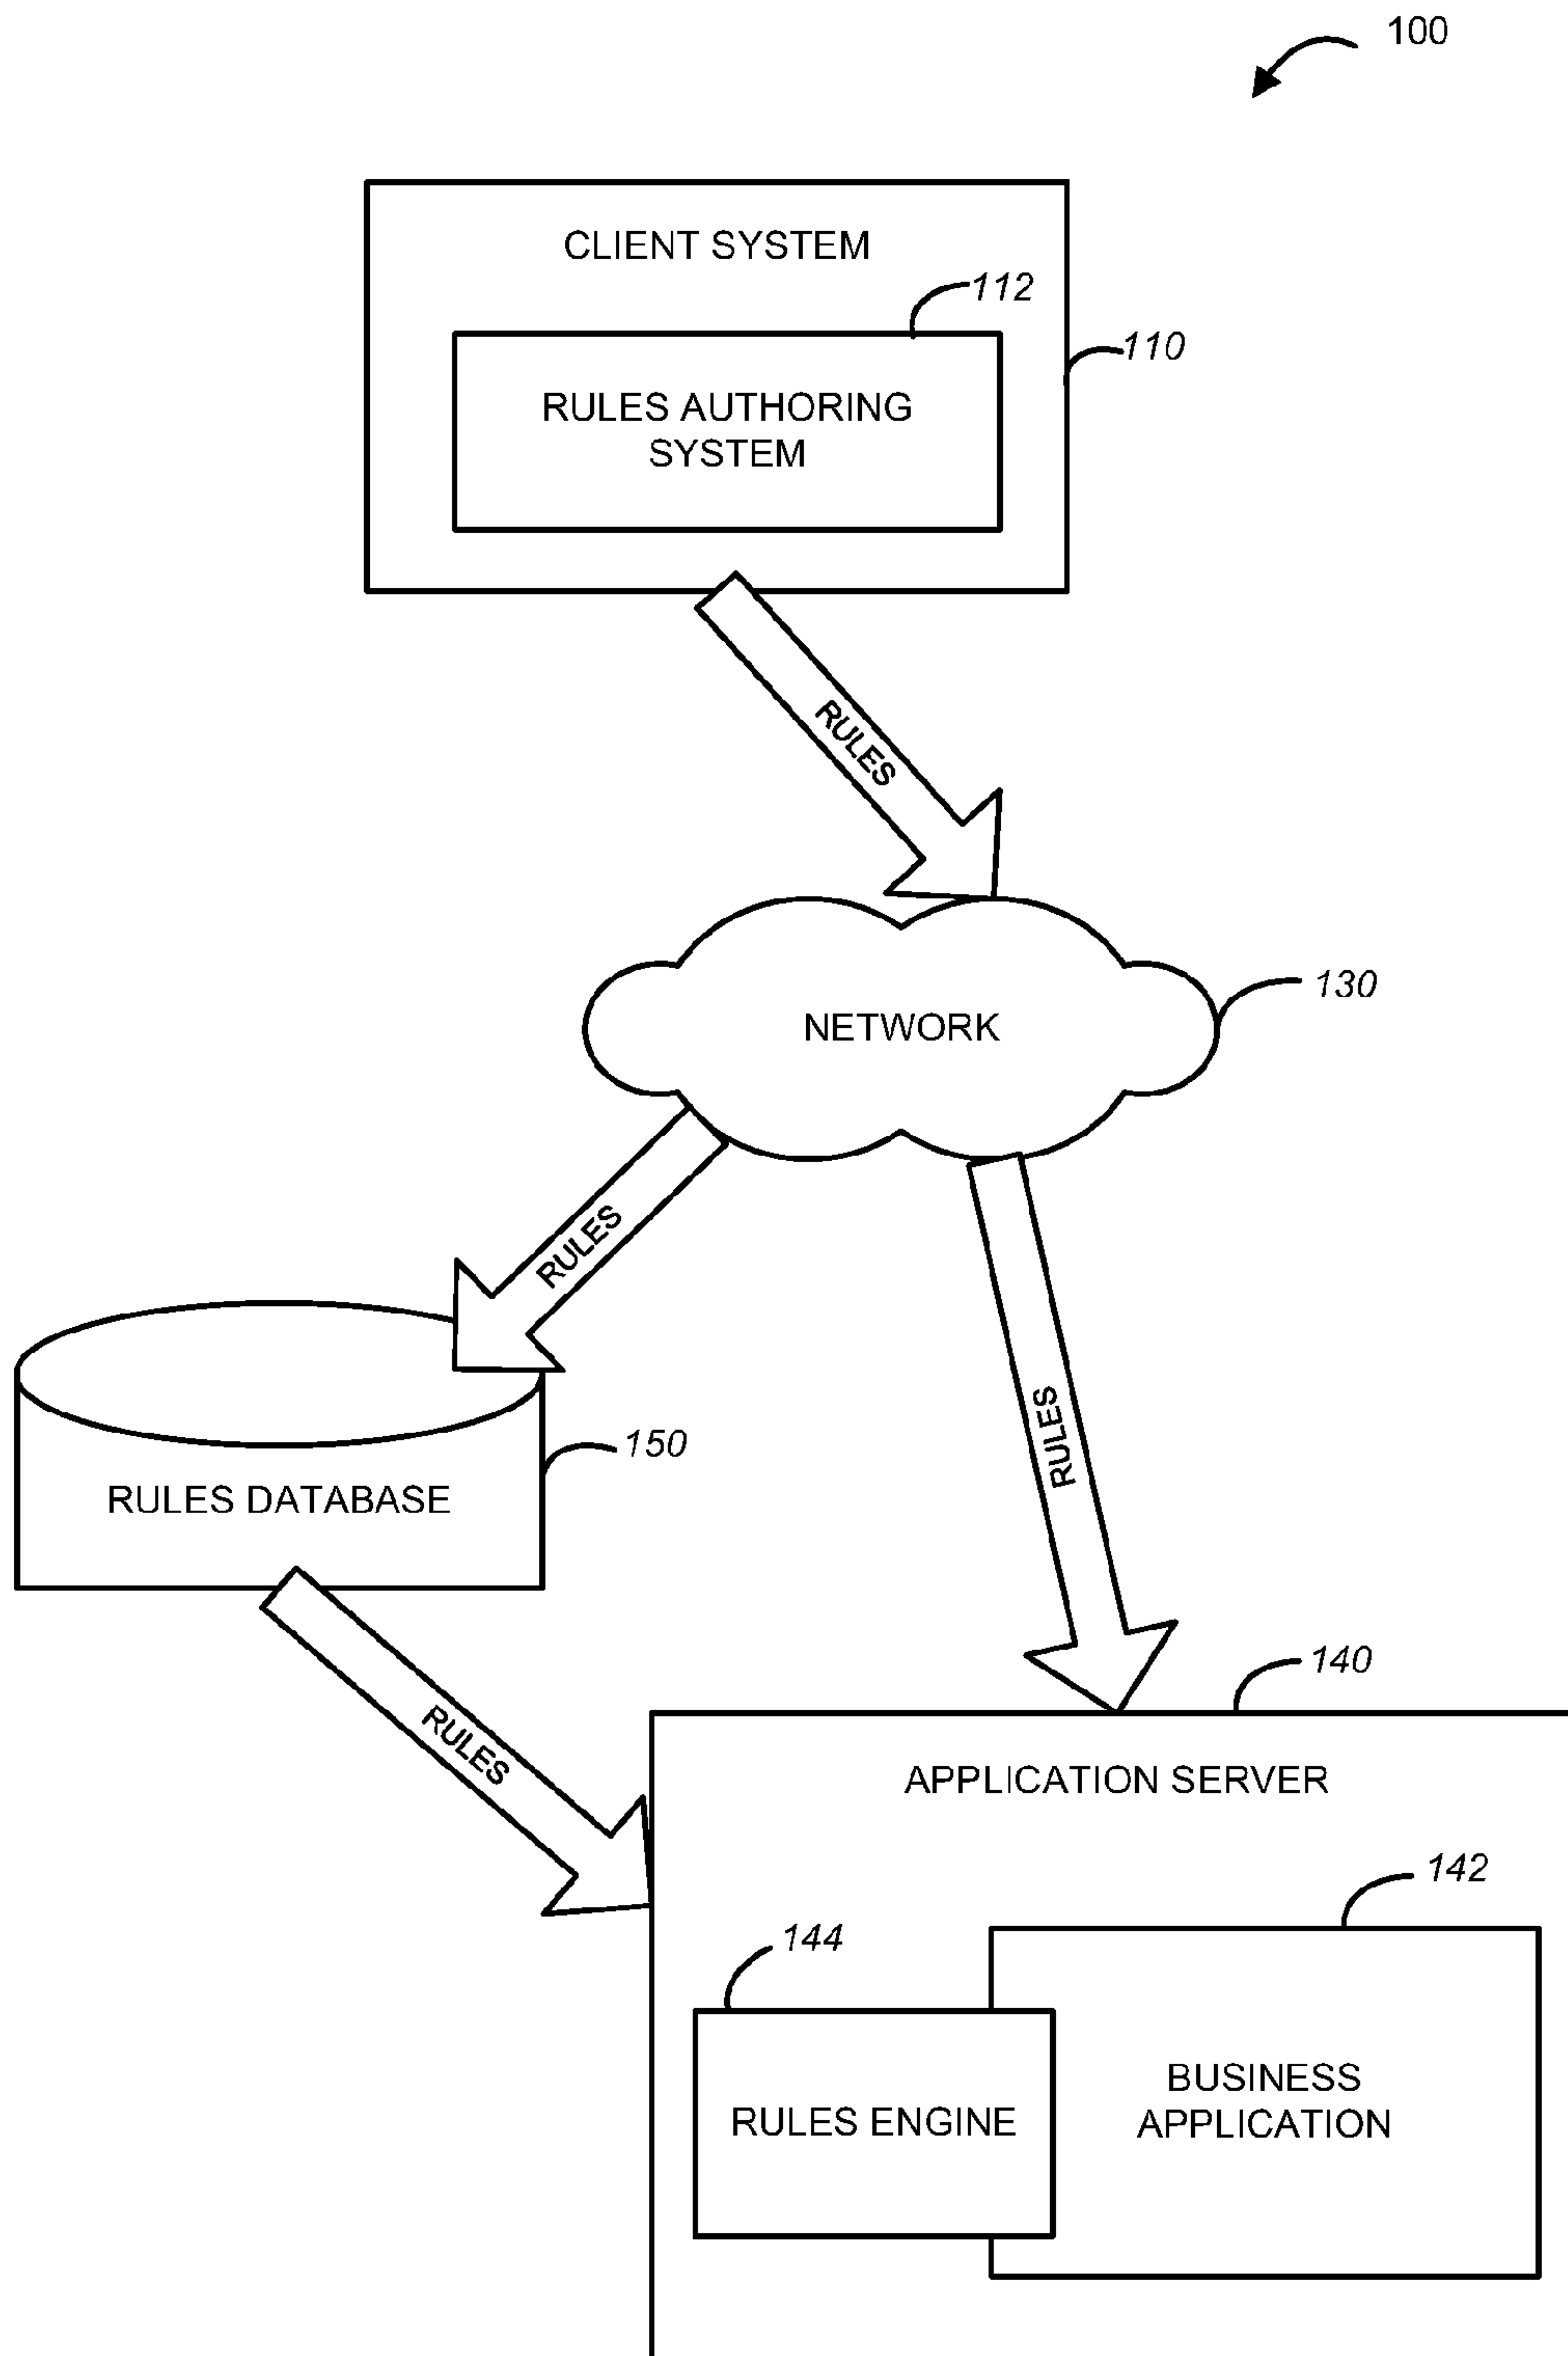 100
CLIENT SYSTEM
112
110
RULES AUTHORING
SYSTEM
RULES
130
NETWORK
RULES
RULES
150
RULES DATABASE
RULES
140
APPLICATION SERVER
142
144
BUSINESS
APPLICATION
RULES ENGINE